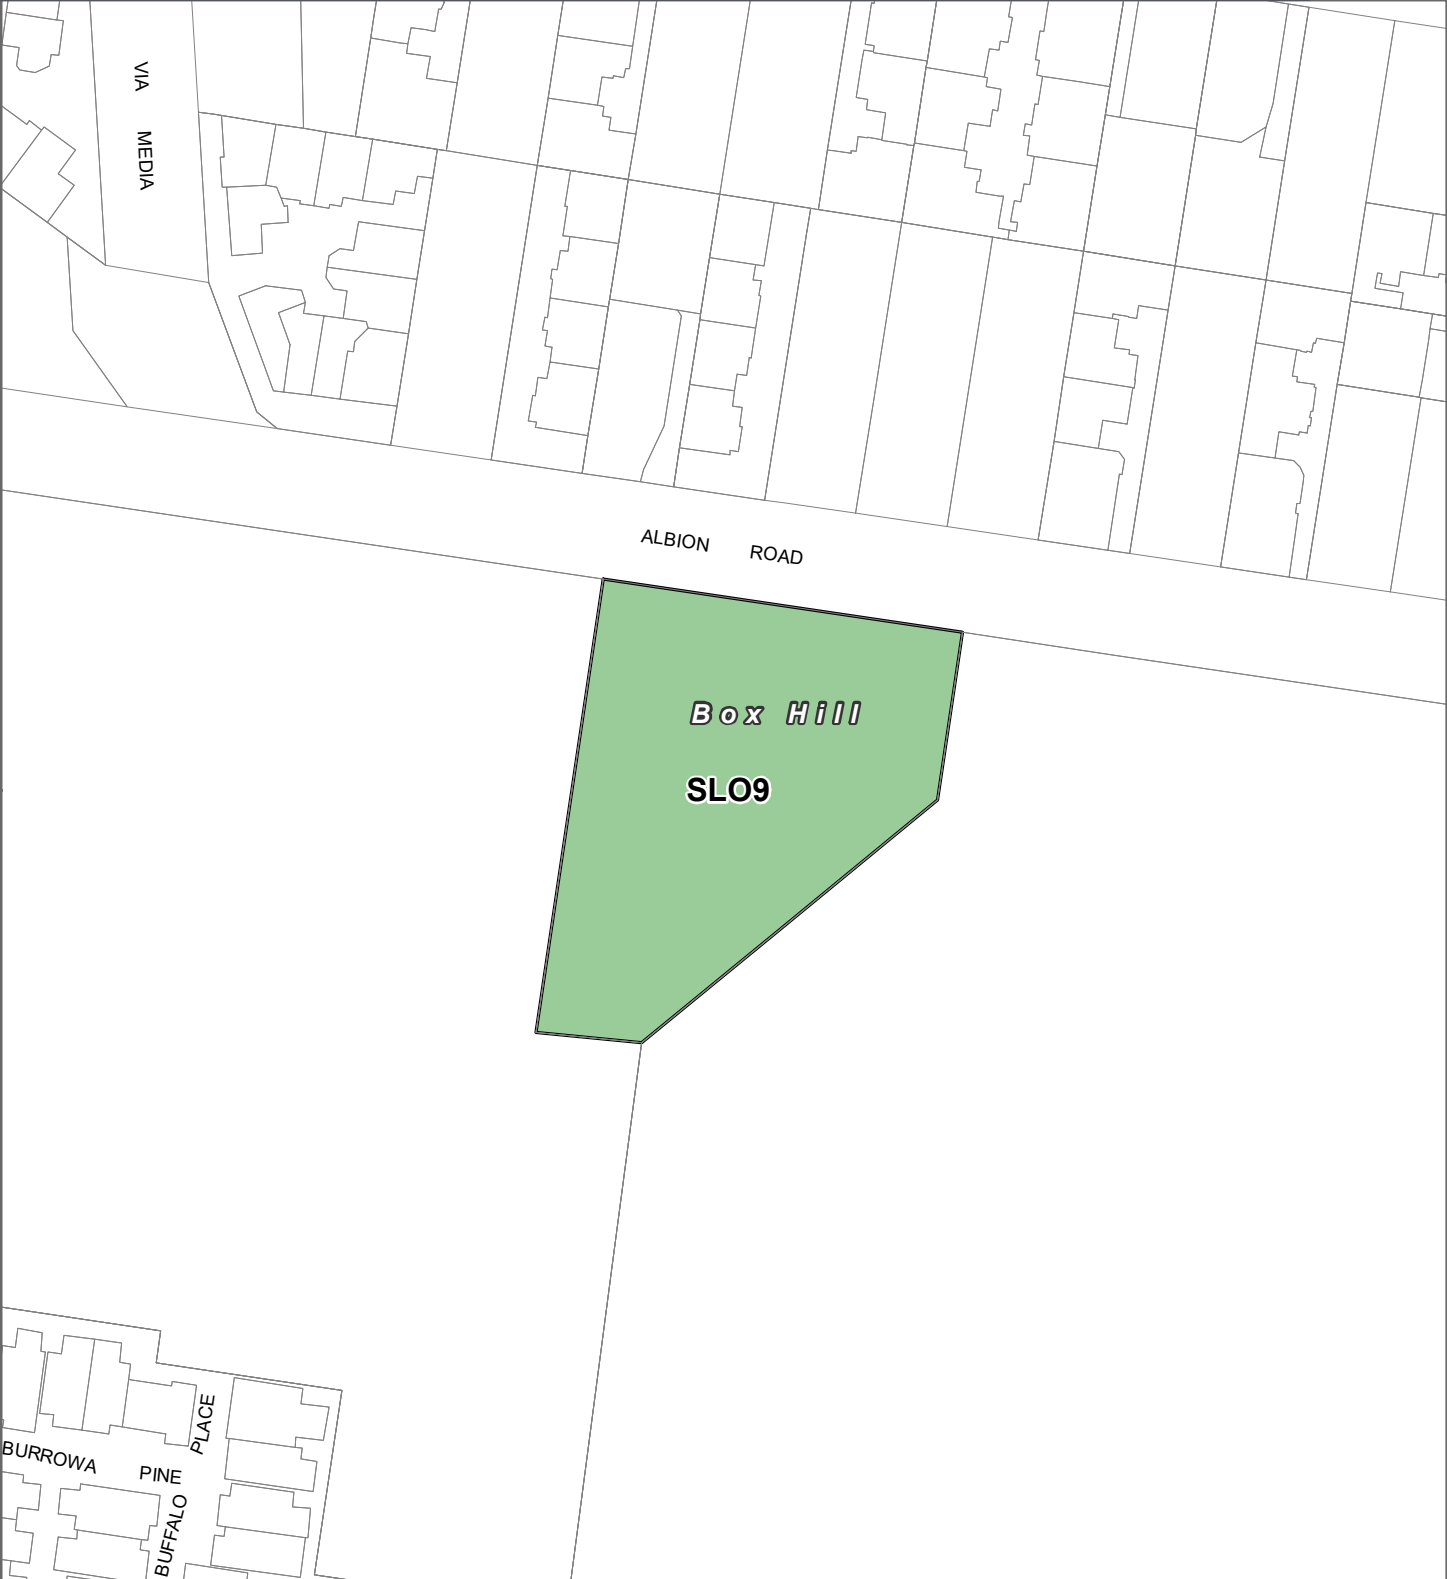 VIA MEDIA
ALBION ROAD
Box Hill
SLO9
BURROWA PINE
BUFFALO PLACE